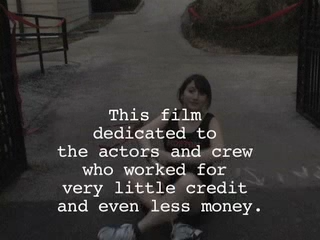 This film
dedicated to
the actors and crew
who worked for
very little credit
and even less money.